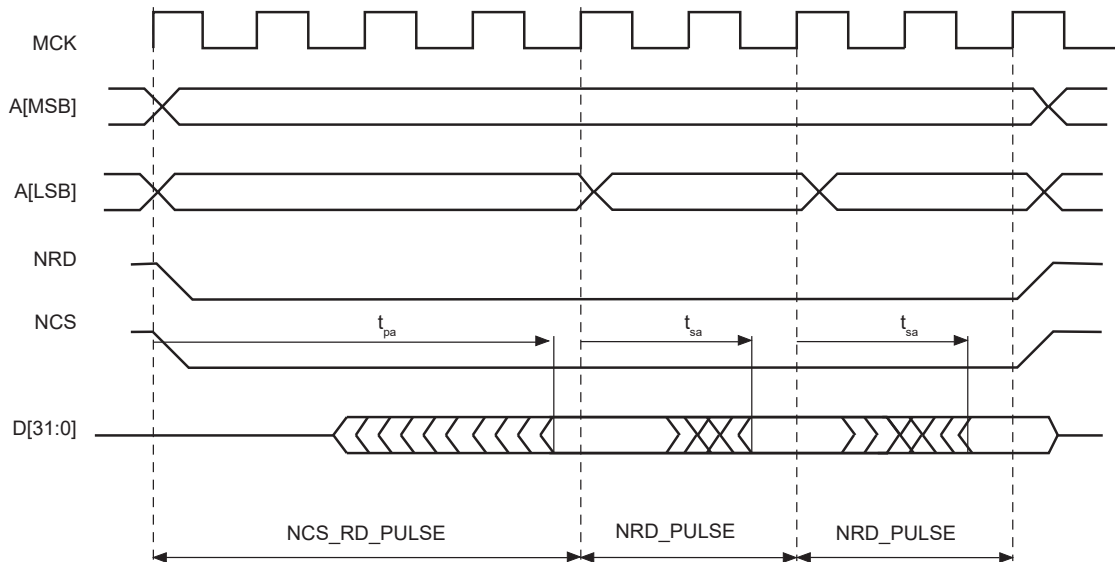 MCK
A[MSB]
A[LSB]
NRD
NCS
tpa
tsa
tsa
D[31:0]
NCS_RD_PULSE
NRD_PULSE
NRD_PULSE